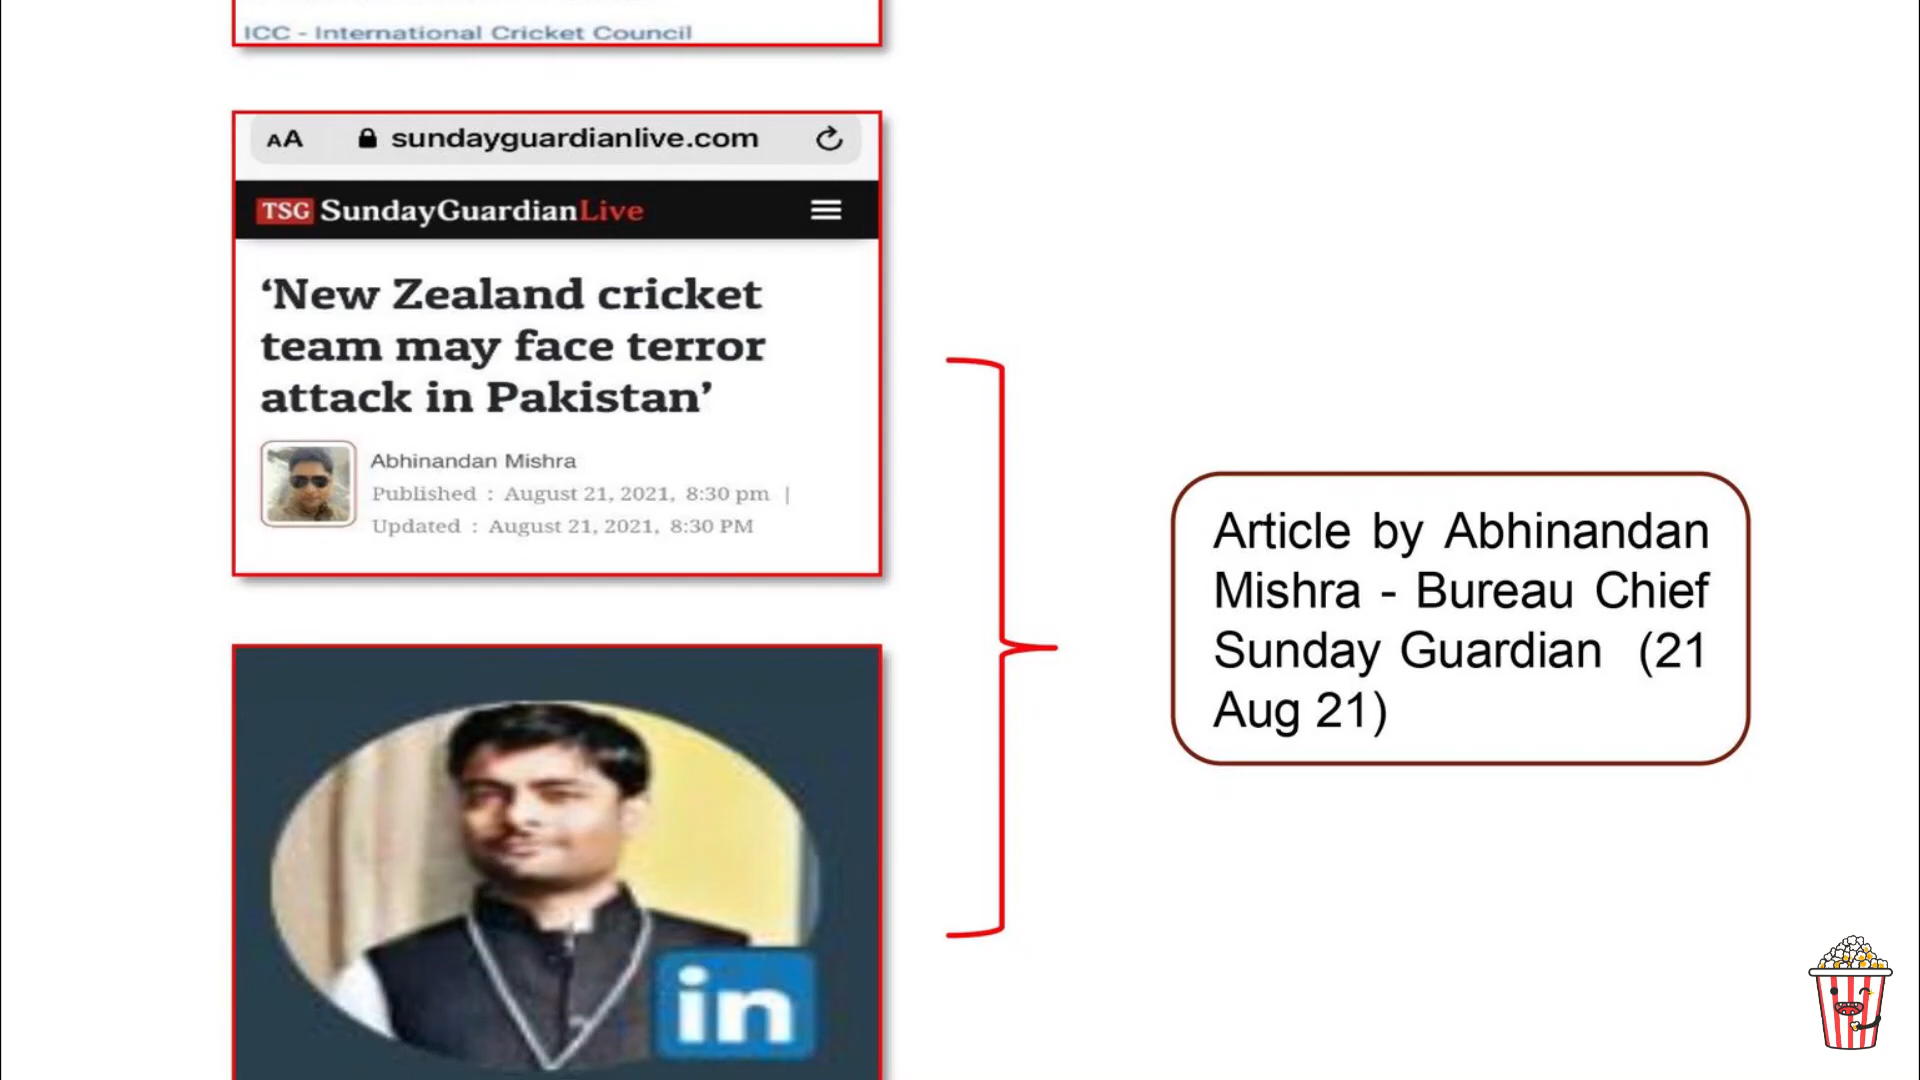 ICC - International Cricket Council
AA sundayguardianlive.com
TSG SundayGuardianLive
‘New Zealand cricket
team may face terror
attack in Pakistan’
Abhinandan Mishra
Published : August 21, 2021, 8:30 pm |
Updated : August 21, 2021, 8:30 PM
Article by Abhinandan
Mishra - Bureau Chief
Sunday Guardian (21
Aug 21)
in